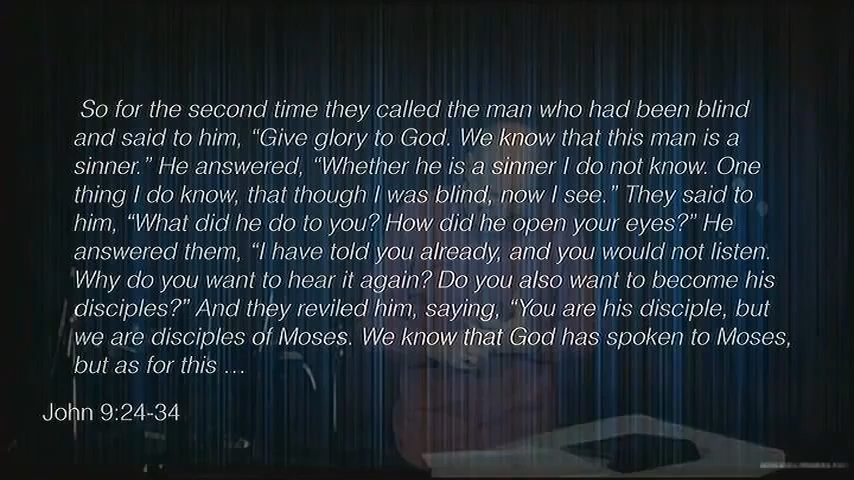 So for the second time they called the man who had been blind
and said to him, “Give glory to God. We know that this man is a
sinner.” He answered, “Whether he is a sinner I do not know. One
thing I do know, that though I was blind, now I see.” They said to
him, “What did he do to you? How did he open your eyes?” He
answered them, “I have told you already, and you would not listen.
Why do you want to hear it again? Do you also want to become his
disciples?” And they reviled him, saying, “You are his disciple, but
we are disciples of Moses. We know that God has spoken to Moses,
but as for this …
John 9:24-34